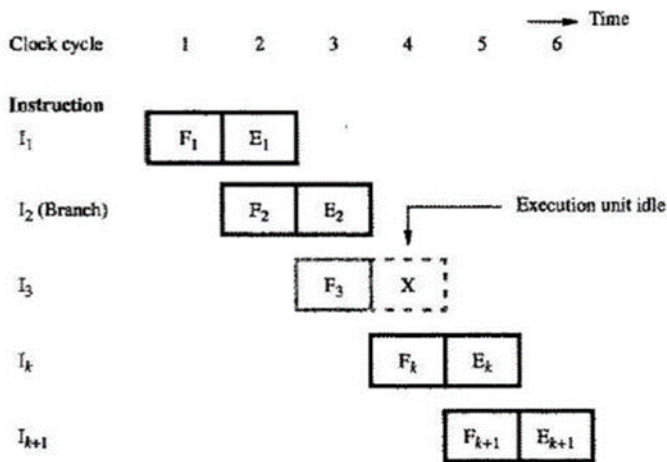 Time
Clock cycle 1 2 3 4 5 6
Instruction
I₁ F₁ E₁
I₂ (Branch) F₂ E₂ Execution unit idle
I₃ F₃ X
Iₖ Fₖ Eₖ
Iₖ₊₁ Fₖ₊₁ Eₖ₊₁